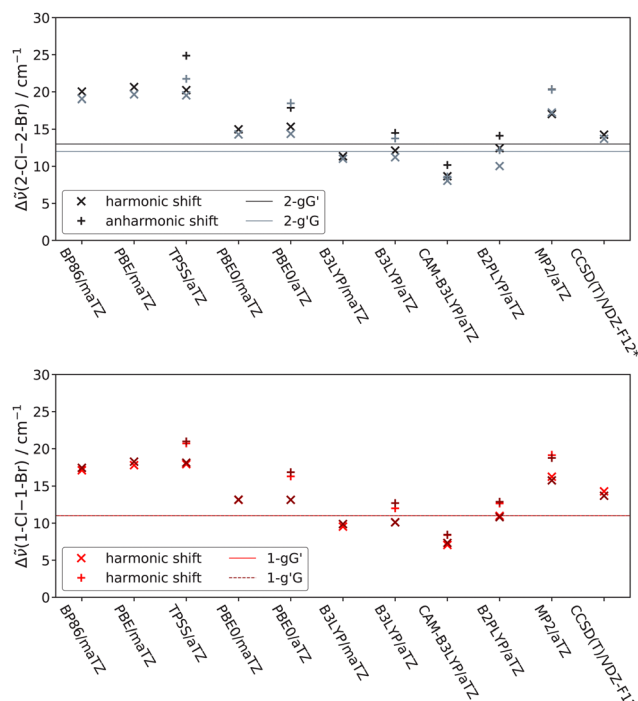 Δν̃(2-Cl−2-Br) / cm⁻¹
30
25
20
15
10
5
0
× harmonic shift
+ anharmonic shift
2-gG'
2-g'G
BP86/maTZ
PBE/maTZ
TPSS/aTZ
PBE0/maTZ
PBE0/aTZ
B3LYP/maTZ
B3LYP/aTZ
CAM-B3LYP/aTZ
B2PLYP/aTZ
MP2/aTZ
CCSD(T)/VDZ-F12*
Δν̃(1-Cl−1-Br) / cm⁻¹
30
25
20
15
10
5
0
× harmonic shift
+ harmonic shift
1-gG'
1-g'G
BP86/maTZ
PBE/maTZ
TPSS/aTZ
PBE0/maTZ
PBE0/aTZ
B3LYP/maTZ
B3LYP/aTZ
CAM-B3LYP/aTZ
B2PLYP/aTZ
MP2/aTZ
CCSD(T)/VDZ-F1